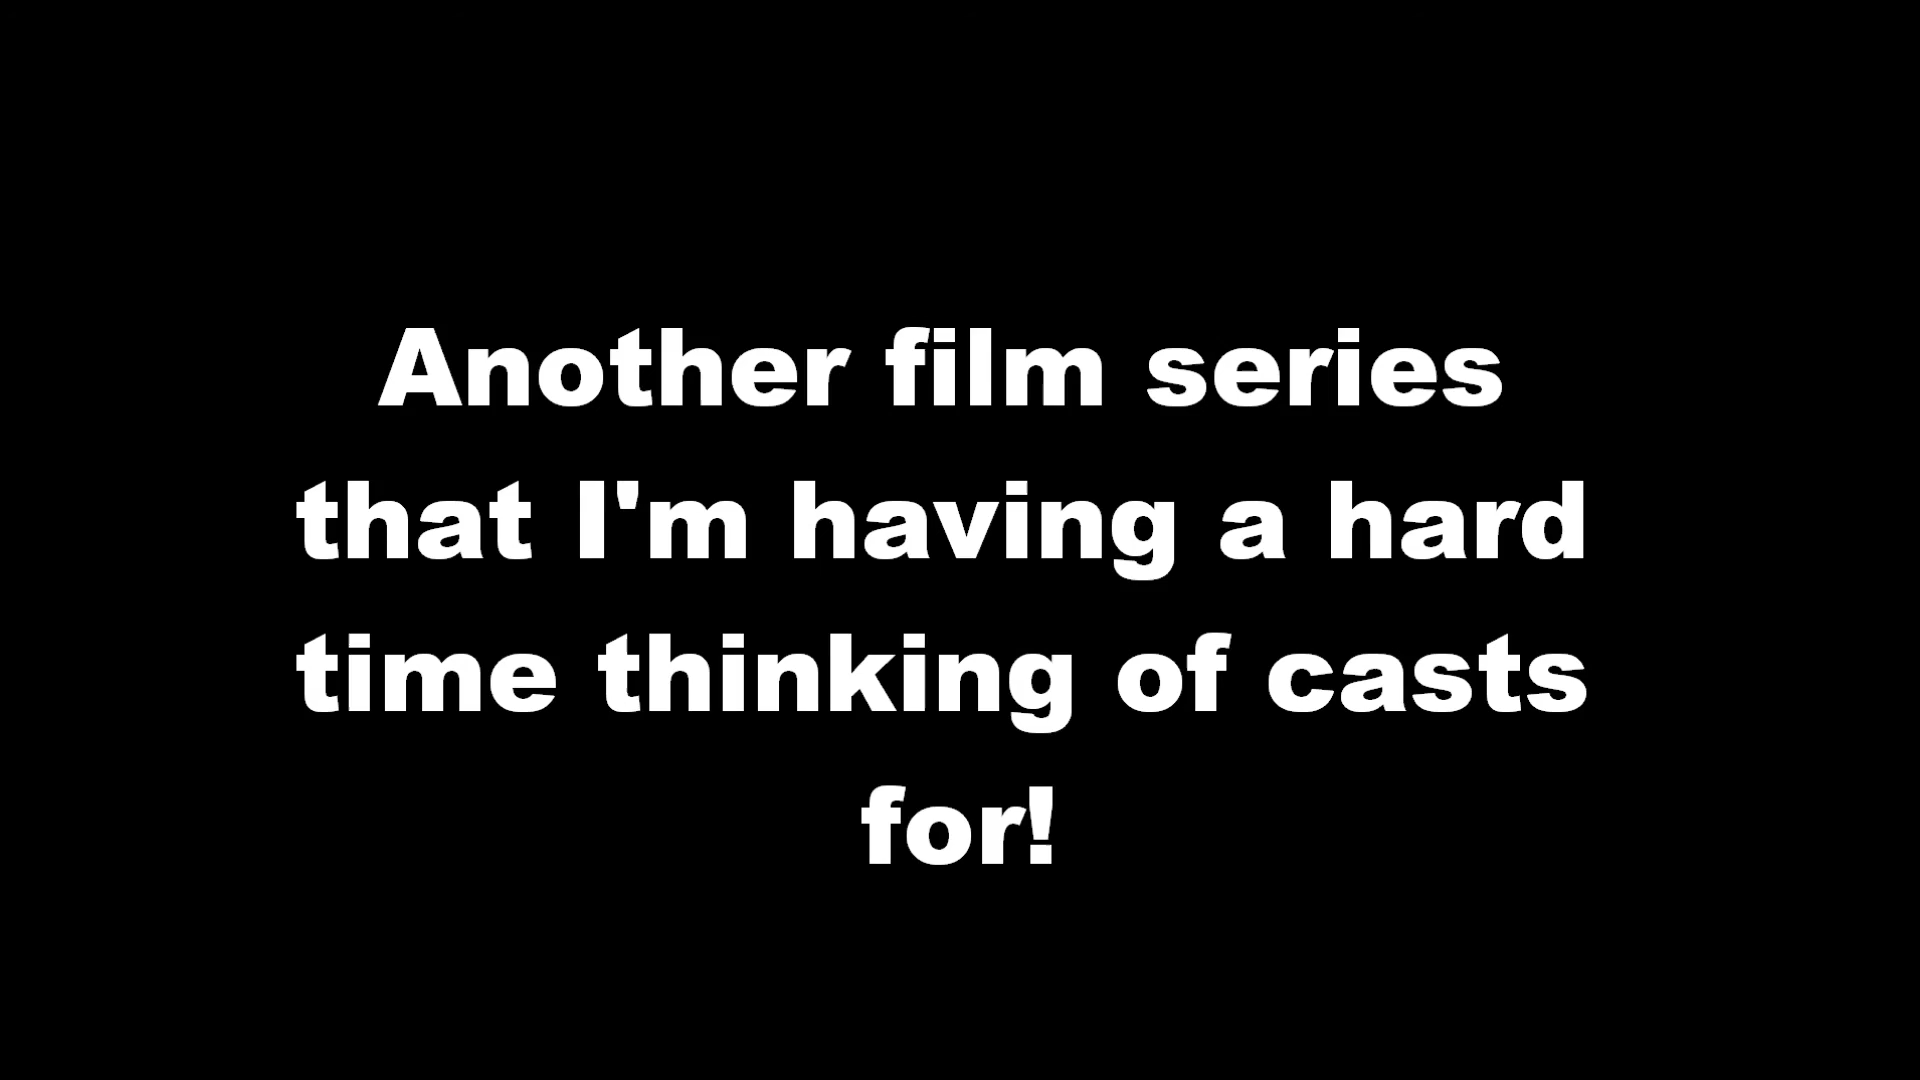 Another film series
that I'm having a hard
time thinking of casts
for!